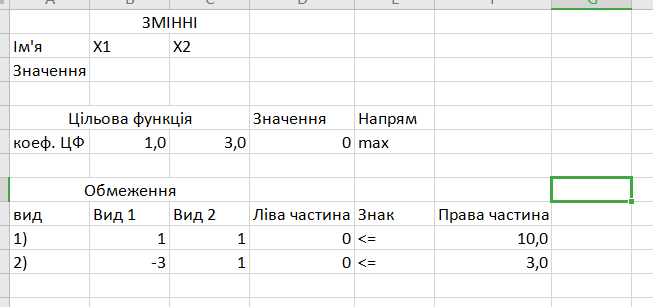 A B C D E F G
ЗМІННІ
Ім'я X1 X2
Значення
Цільова функція Значення Напрям
коеф. ЦФ 1,0 3,0 0 max
Обмеження
вид Вид 1 Вид 2 Ліва частина Знак Права частина
1) 1 1 0 <= 10,0
2) -3 1 0 <= 3,0